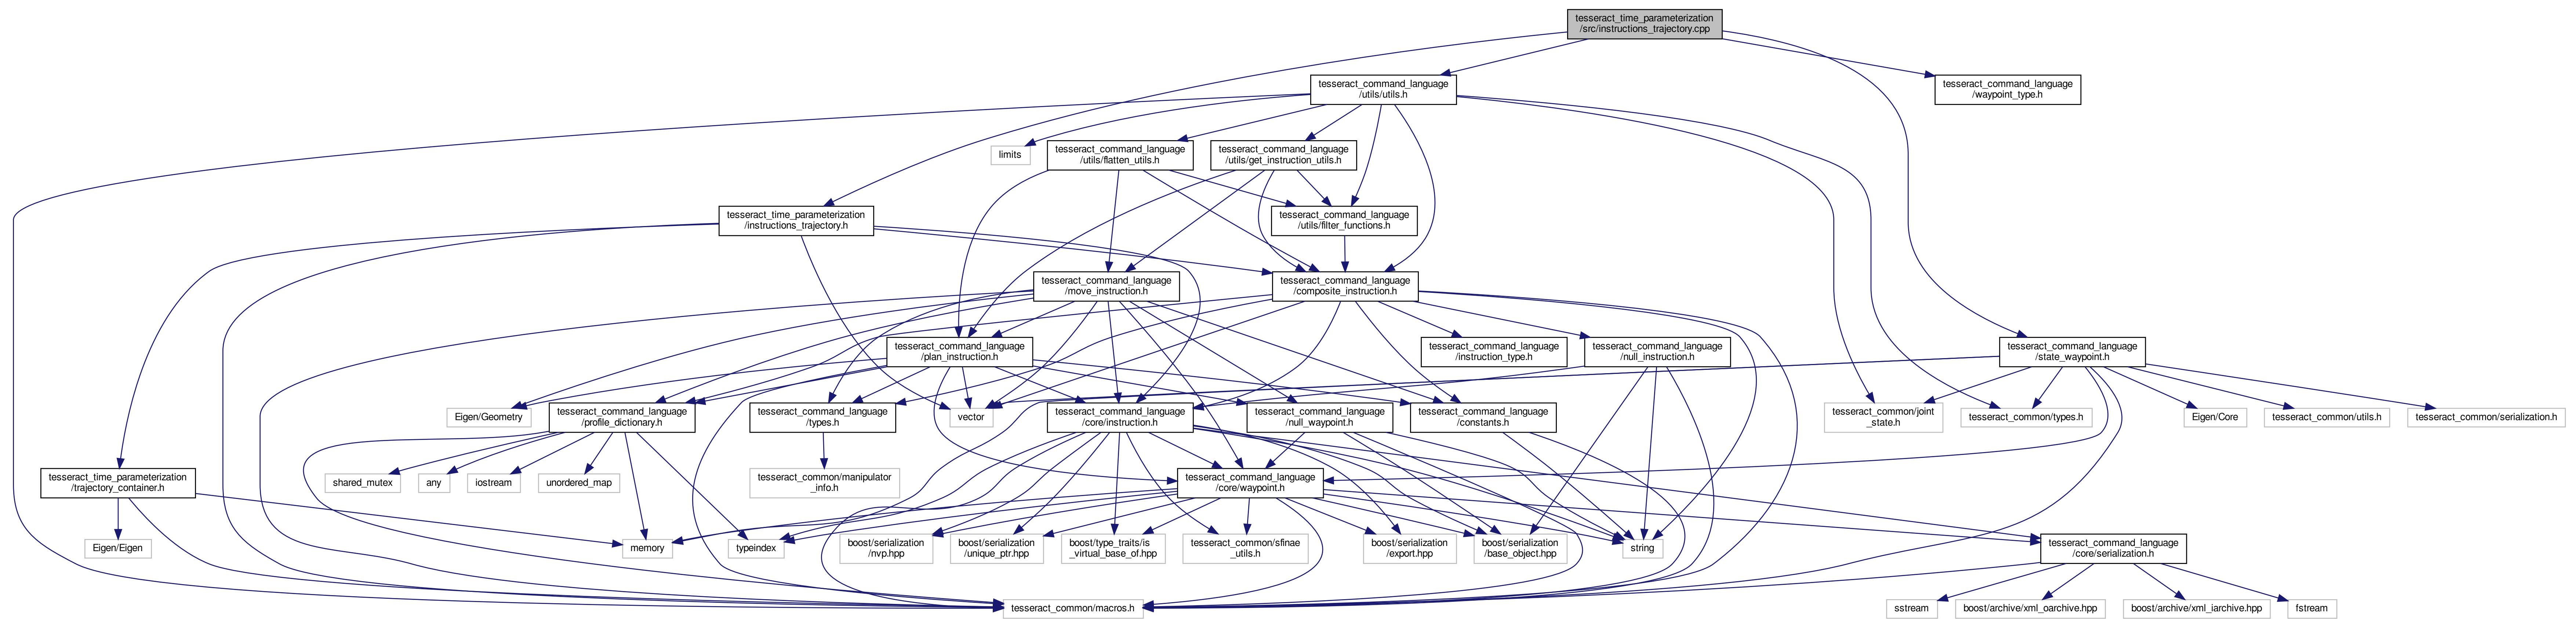 tesseract_time_parameterization
/src/instructions_trajectory.cpp
tesseract_command_language
/utils/utils.h
tesseract_command_language
/waypoint_type.h
limits
tesseract_command_language
/utils/flatten_utils.h
tesseract_command_language
/utils/get_instruction_utils.h
tesseract_time_parameterization
/instructions_trajectory.h
tesseract_command_language
/utils/filter_functions.h
tesseract_command_language
/move_instruction.h
tesseract_command_language
/composite_instruction.h
tesseract_command_language
/plan_instruction.h
tesseract_command_language
/instruction_type.h
tesseract_command_language
/null_instruction.h
tesseract_command_language
/state_waypoint.h
Eigen/Geometry
tesseract_command_language
/profile_dictionary.h
tesseract_command_language
/types.h
vector
tesseract_command_language
/core/instruction.h
tesseract_command_language
/null_waypoint.h
tesseract_command_language
/constants.h
tesseract_common/joint
_state.h
tesseract_common/types.h
Eigen/Core
tesseract_common/utils.h
tesseract_common/serialization.h
tesseract_time_parameterization
/trajectory_container.h
shared_mutex
any
iostream
unordered_map
tesseract_common/manipulator
_info.h
tesseract_command_language
/core/waypoint.h
Eigen/Eigen
memory
typeindex
boost/serialization
/nvp.hpp
boost/serialization
/unique_ptr.hpp
boost/type_traits/is
_virtual_base_of.hpp
tesseract_common/sfinae
_utils.h
boost/serialization
/export.hpp
boost/serialization
/base_object.hpp
string
tesseract_command_language
/core/serialization.h
tesseract_common/macros.h
sstream
boost/archive/xml_oarchive.hpp
boost/archive/xml_iarchive.hpp
fstream